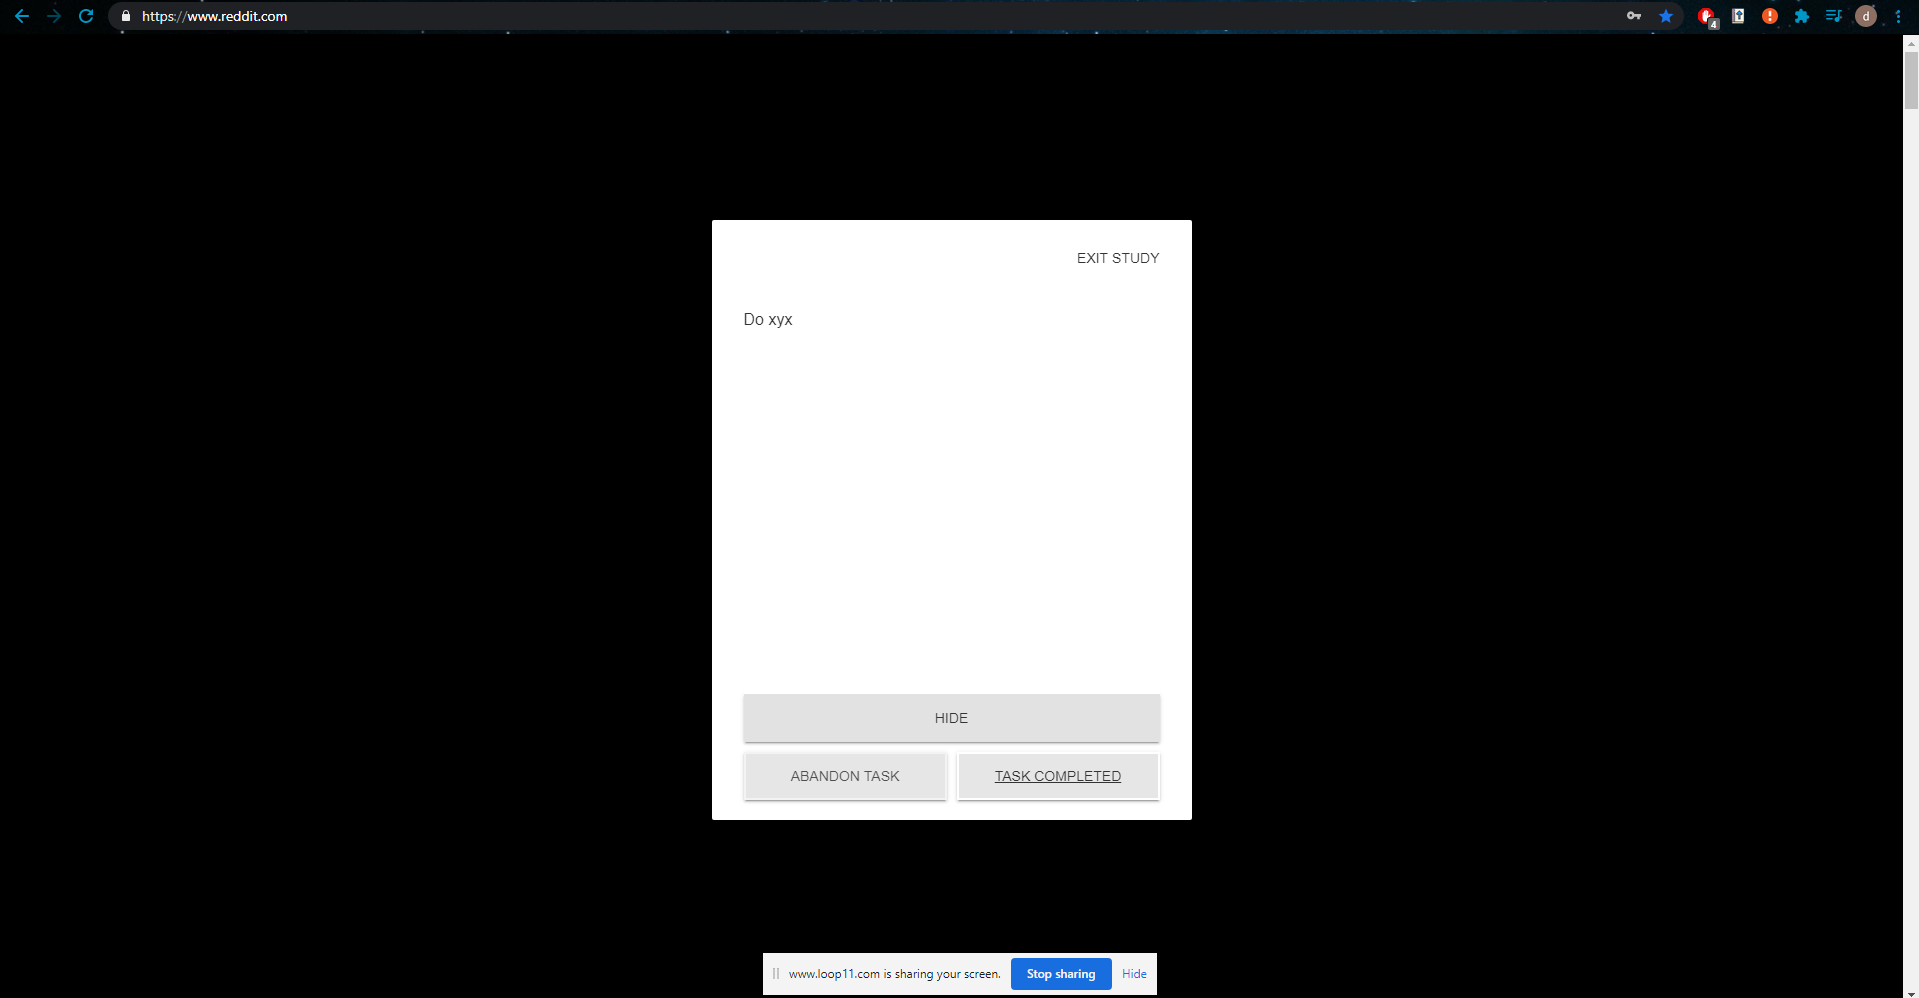 https://www.reddit.com
4
d
EXIT STUDY
Do xyx
HIDE
ABANDON TASK
TASK COMPLETED
www.loop11.com is sharing your screen.
Stop sharing
Hide